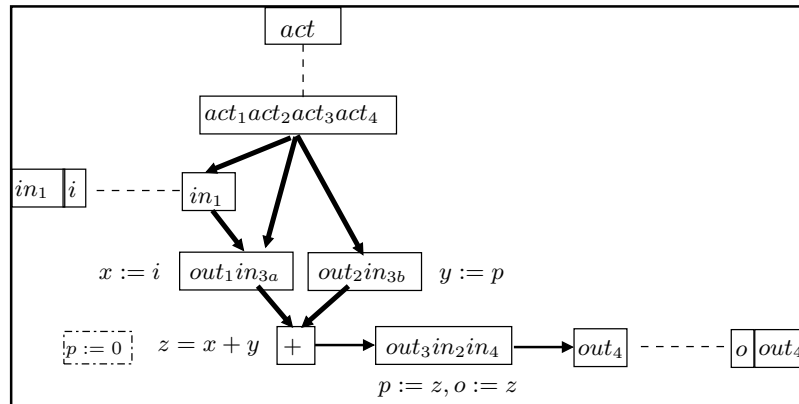 act
act₁act₂act₃act₄
in₁ i in₁
x := i out₁in₃ₐ out₂in₃b y := p
p := 0 z = x + y + out₃in₂in₄ out₄ o out₄
p := z, o := z